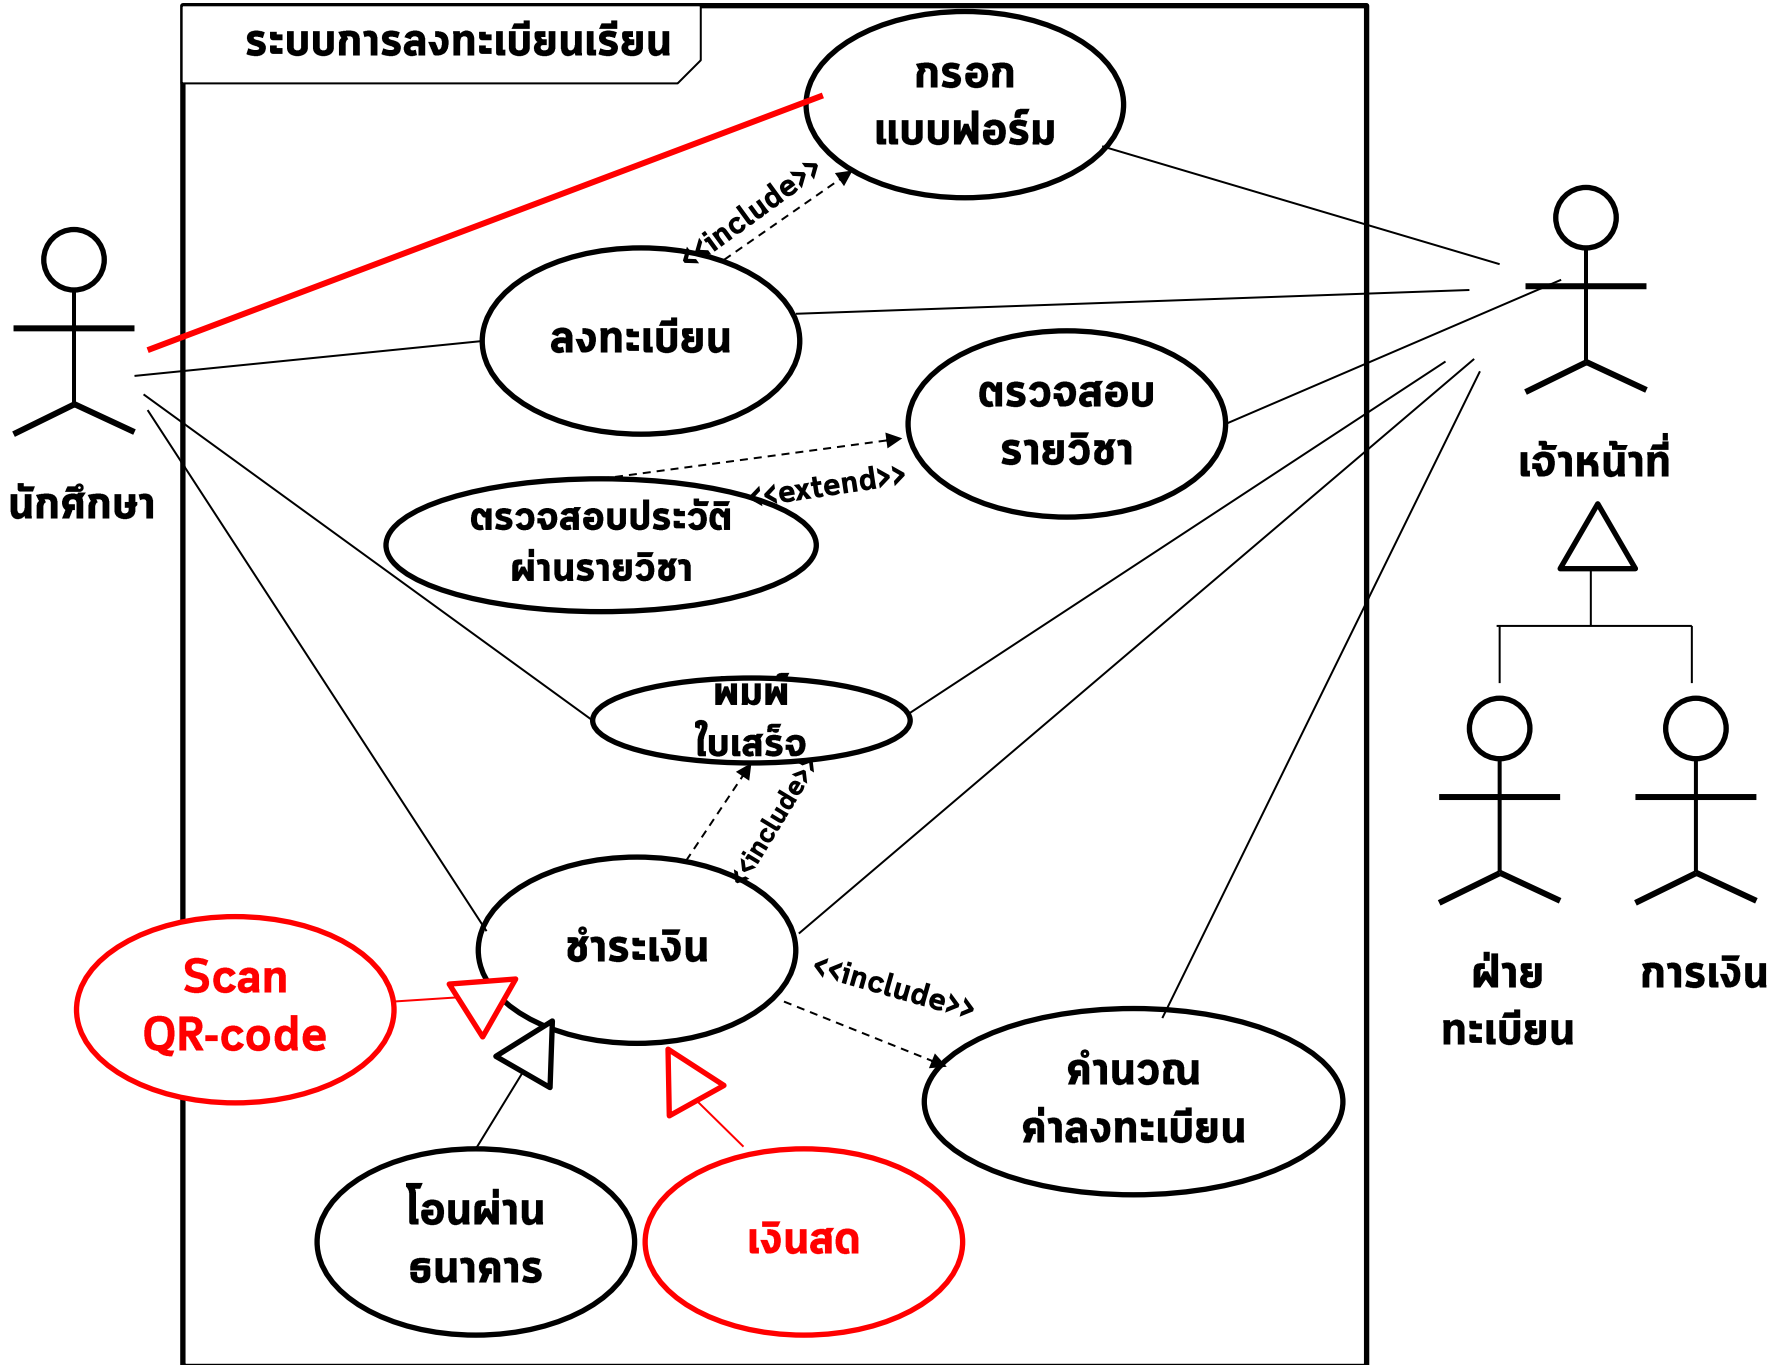 ระบบการลงทะเบียนเรียน
กรอก
แบบฟอร์ม
<<include>>
ลงทะเบียน
ตรวจสอบ
รายวิชา
เจ้าหน้าที่
นักศึกษา
<<extend>>
ตรวจสอบประวัติ
ผ่านรายวิชา
พมพ์
ใบเสร็จ
<<include>>
ชำระเงิน
Scan
QR-code
<<include>>
ฝ่าย
ทะเบียน
การเงิน
คำนวณ
ค่าลงทะเบียน
โอนผ่าน
ธนาคาร
เงินสด